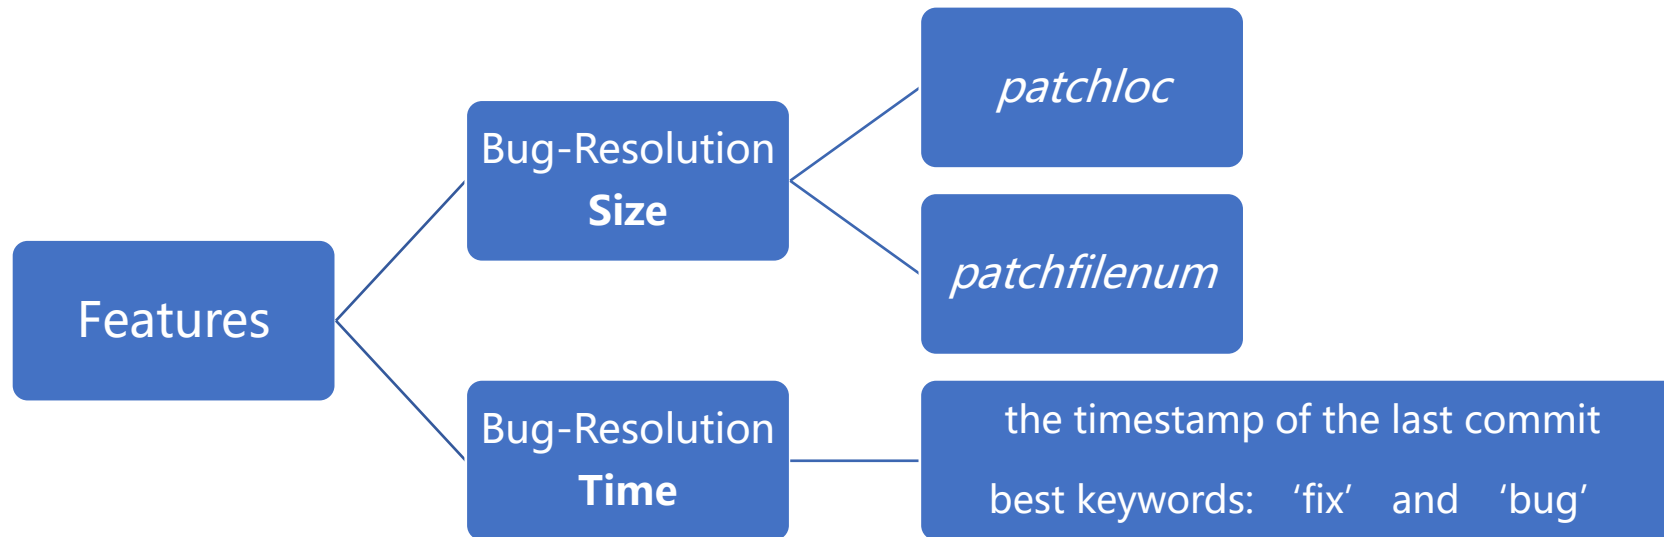 Features
Bug-Resolution
Size
patchloc
patchfilenum
Bug-Resolution
Time
the timestamp of the last commit
best keywords: ‘fix’ and ‘bug’